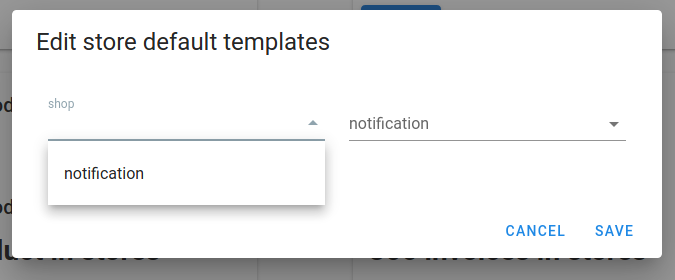 Edit store default templates
shop
notification
notification
CANCEL SAVE